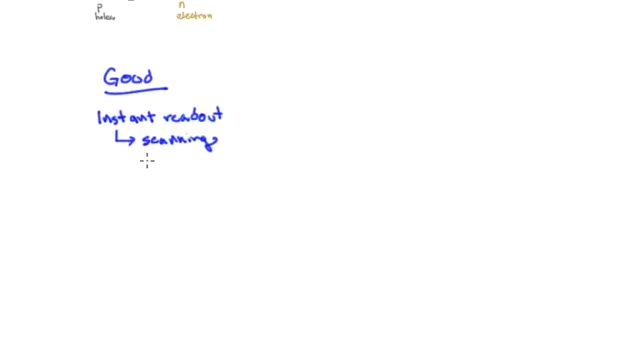 p n
holes electron
Good
Instant readout
↳ scanning